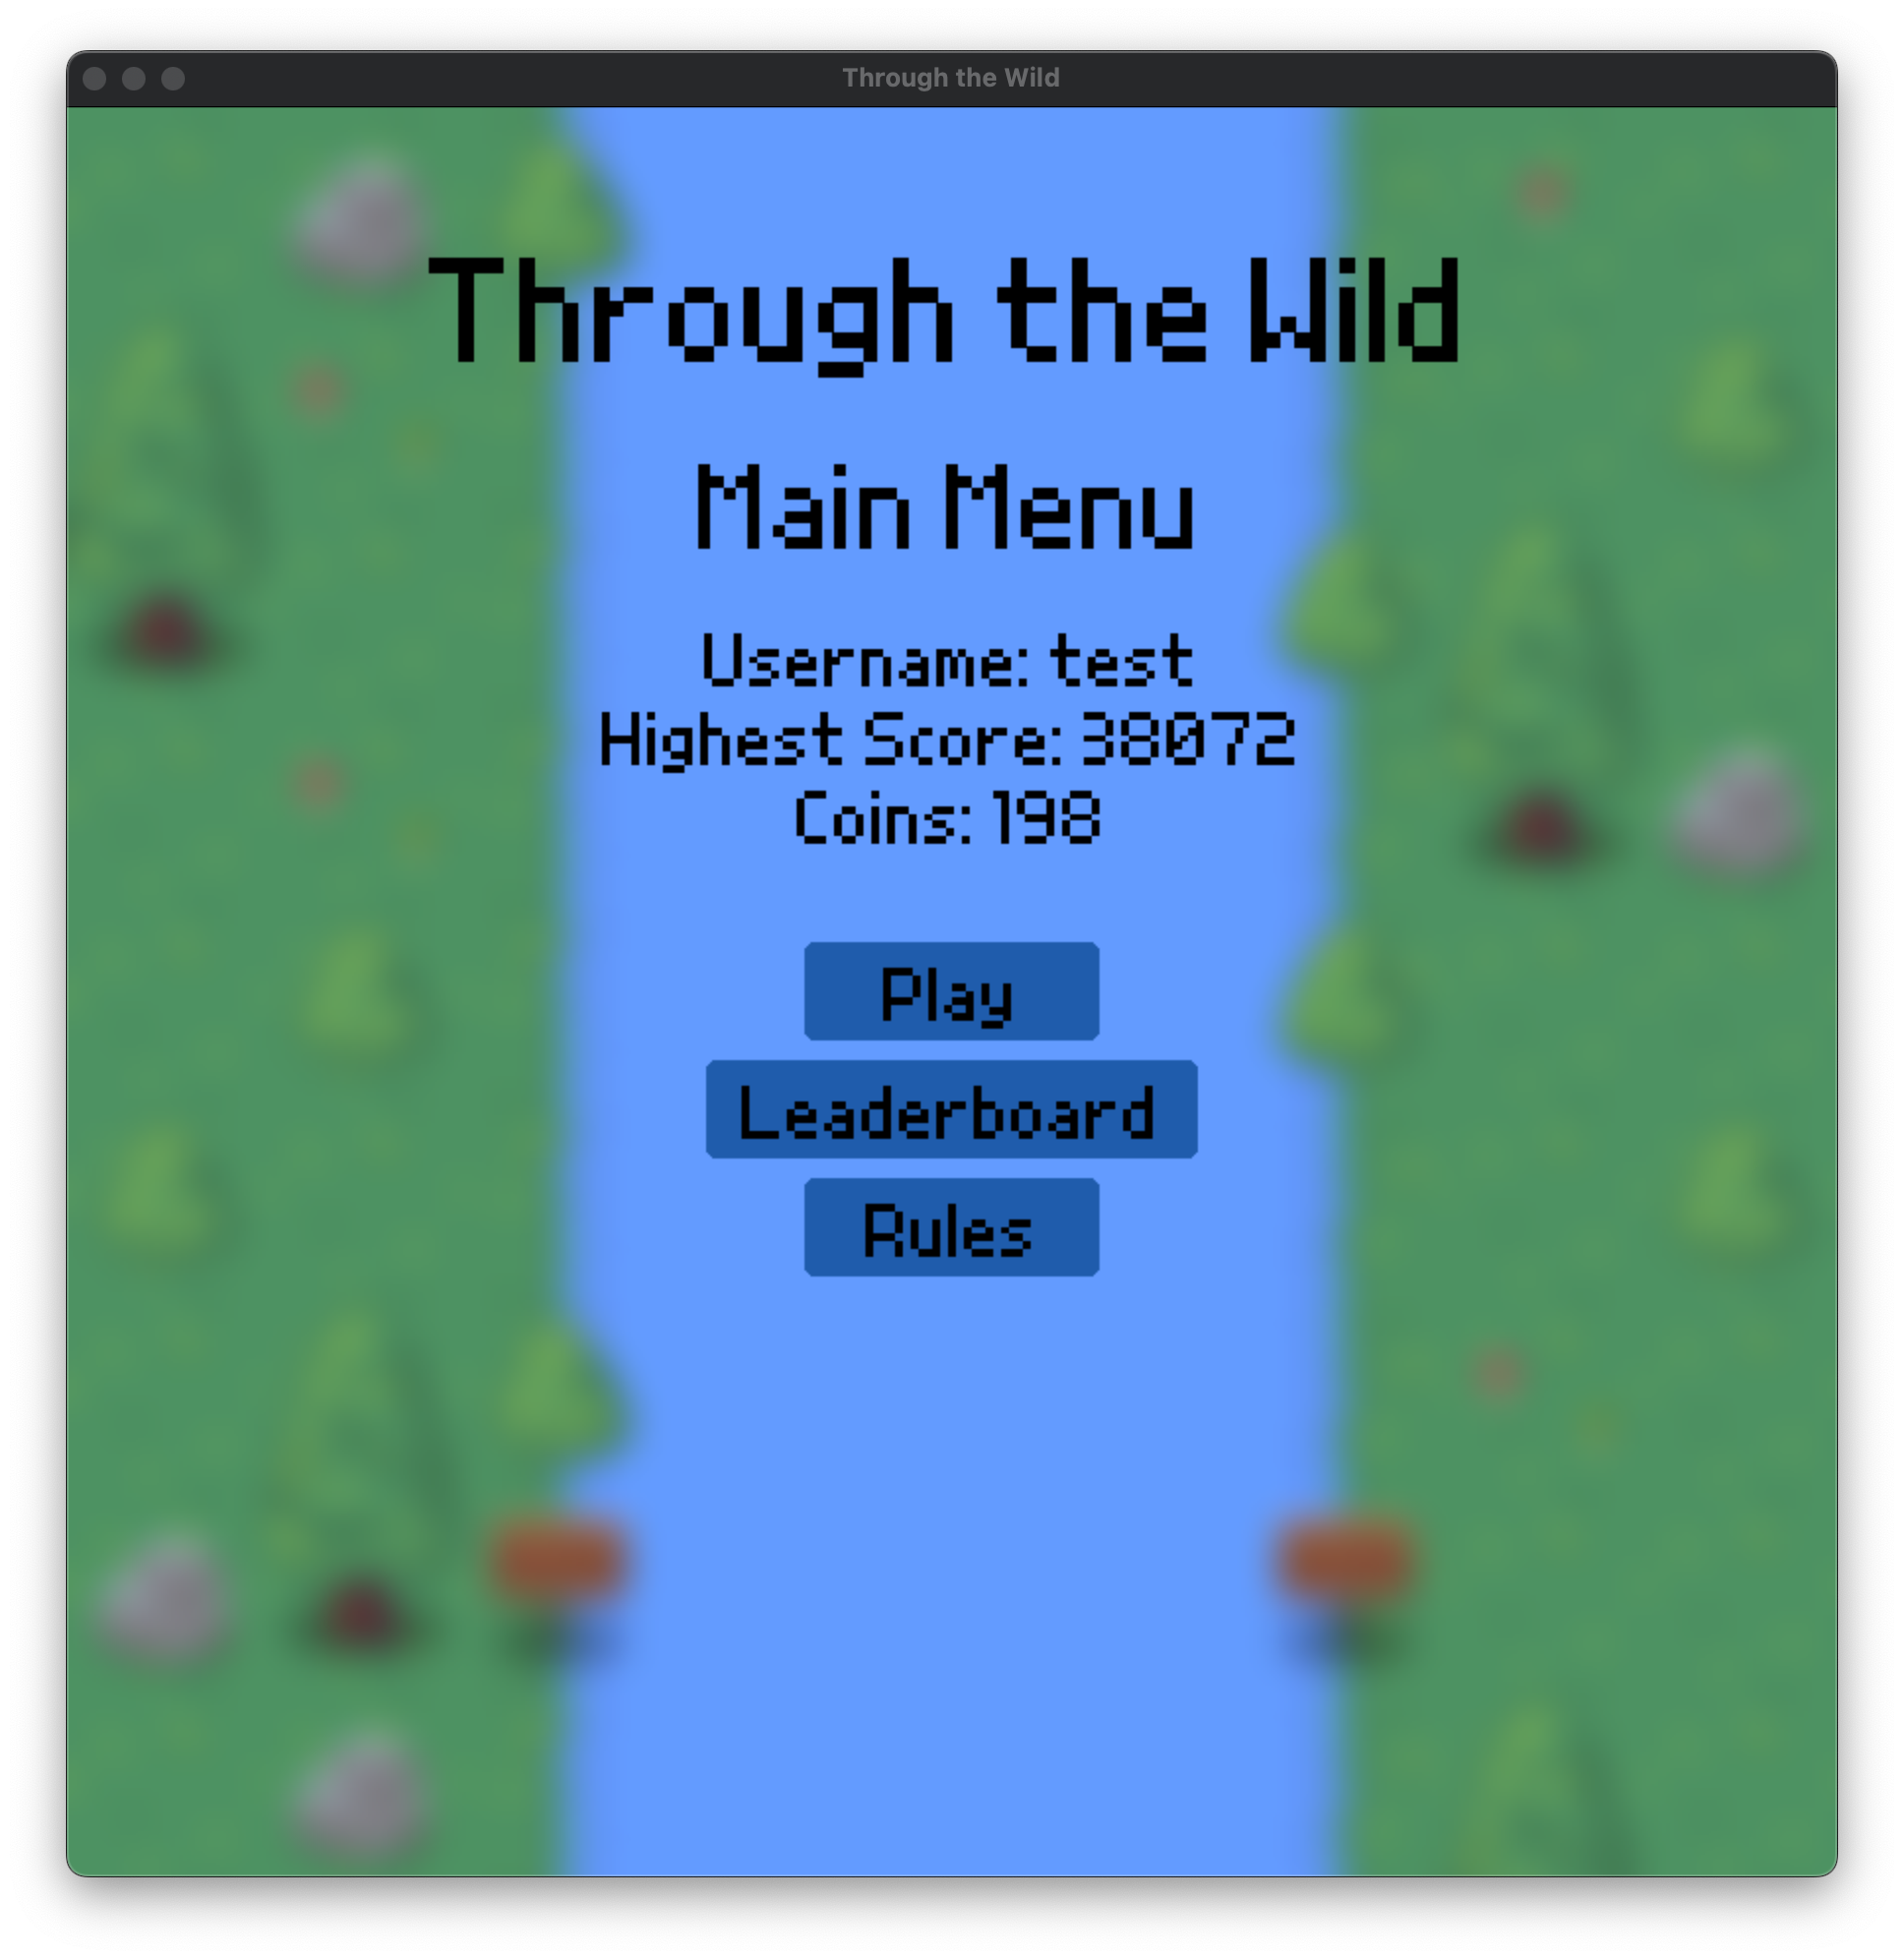 Through the Wild
Through the Wild
Main Menu
Username: test
Highest Score: 38072
Coins: 198
Play
Leaderboard
Rules